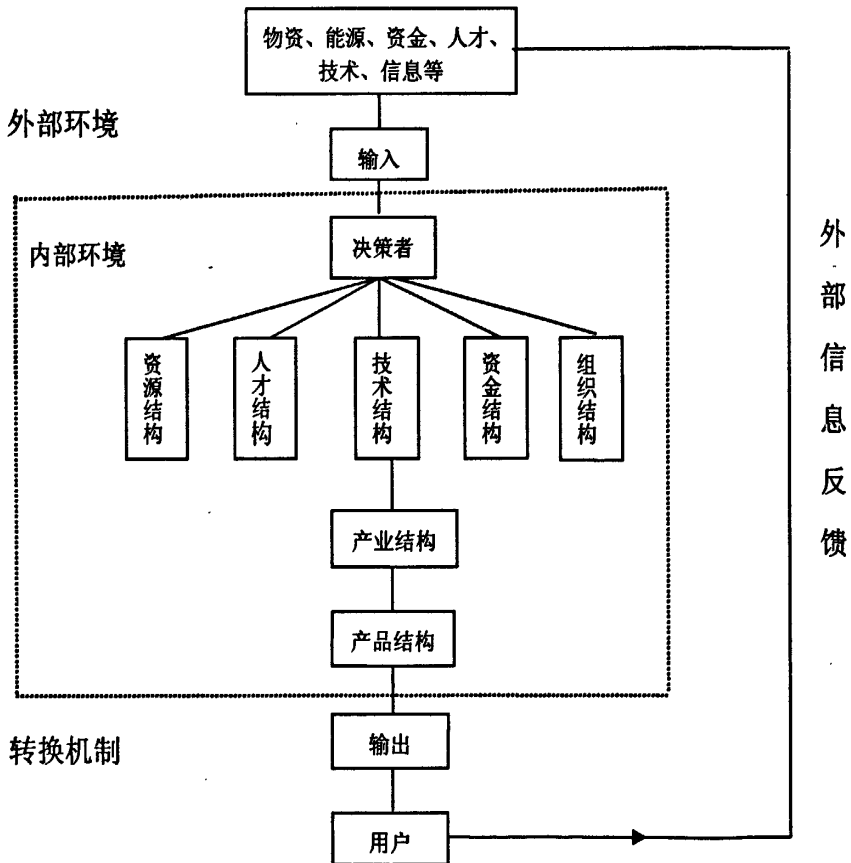 物资、能源、资金、人才、
技术、信息等
外部环境
输入
内部环境
决策者
资源结构
人才结构
技术结构
资金结构
组织结构
外部信息反馈
产业结构
产品结构
转换机制
输出
用户